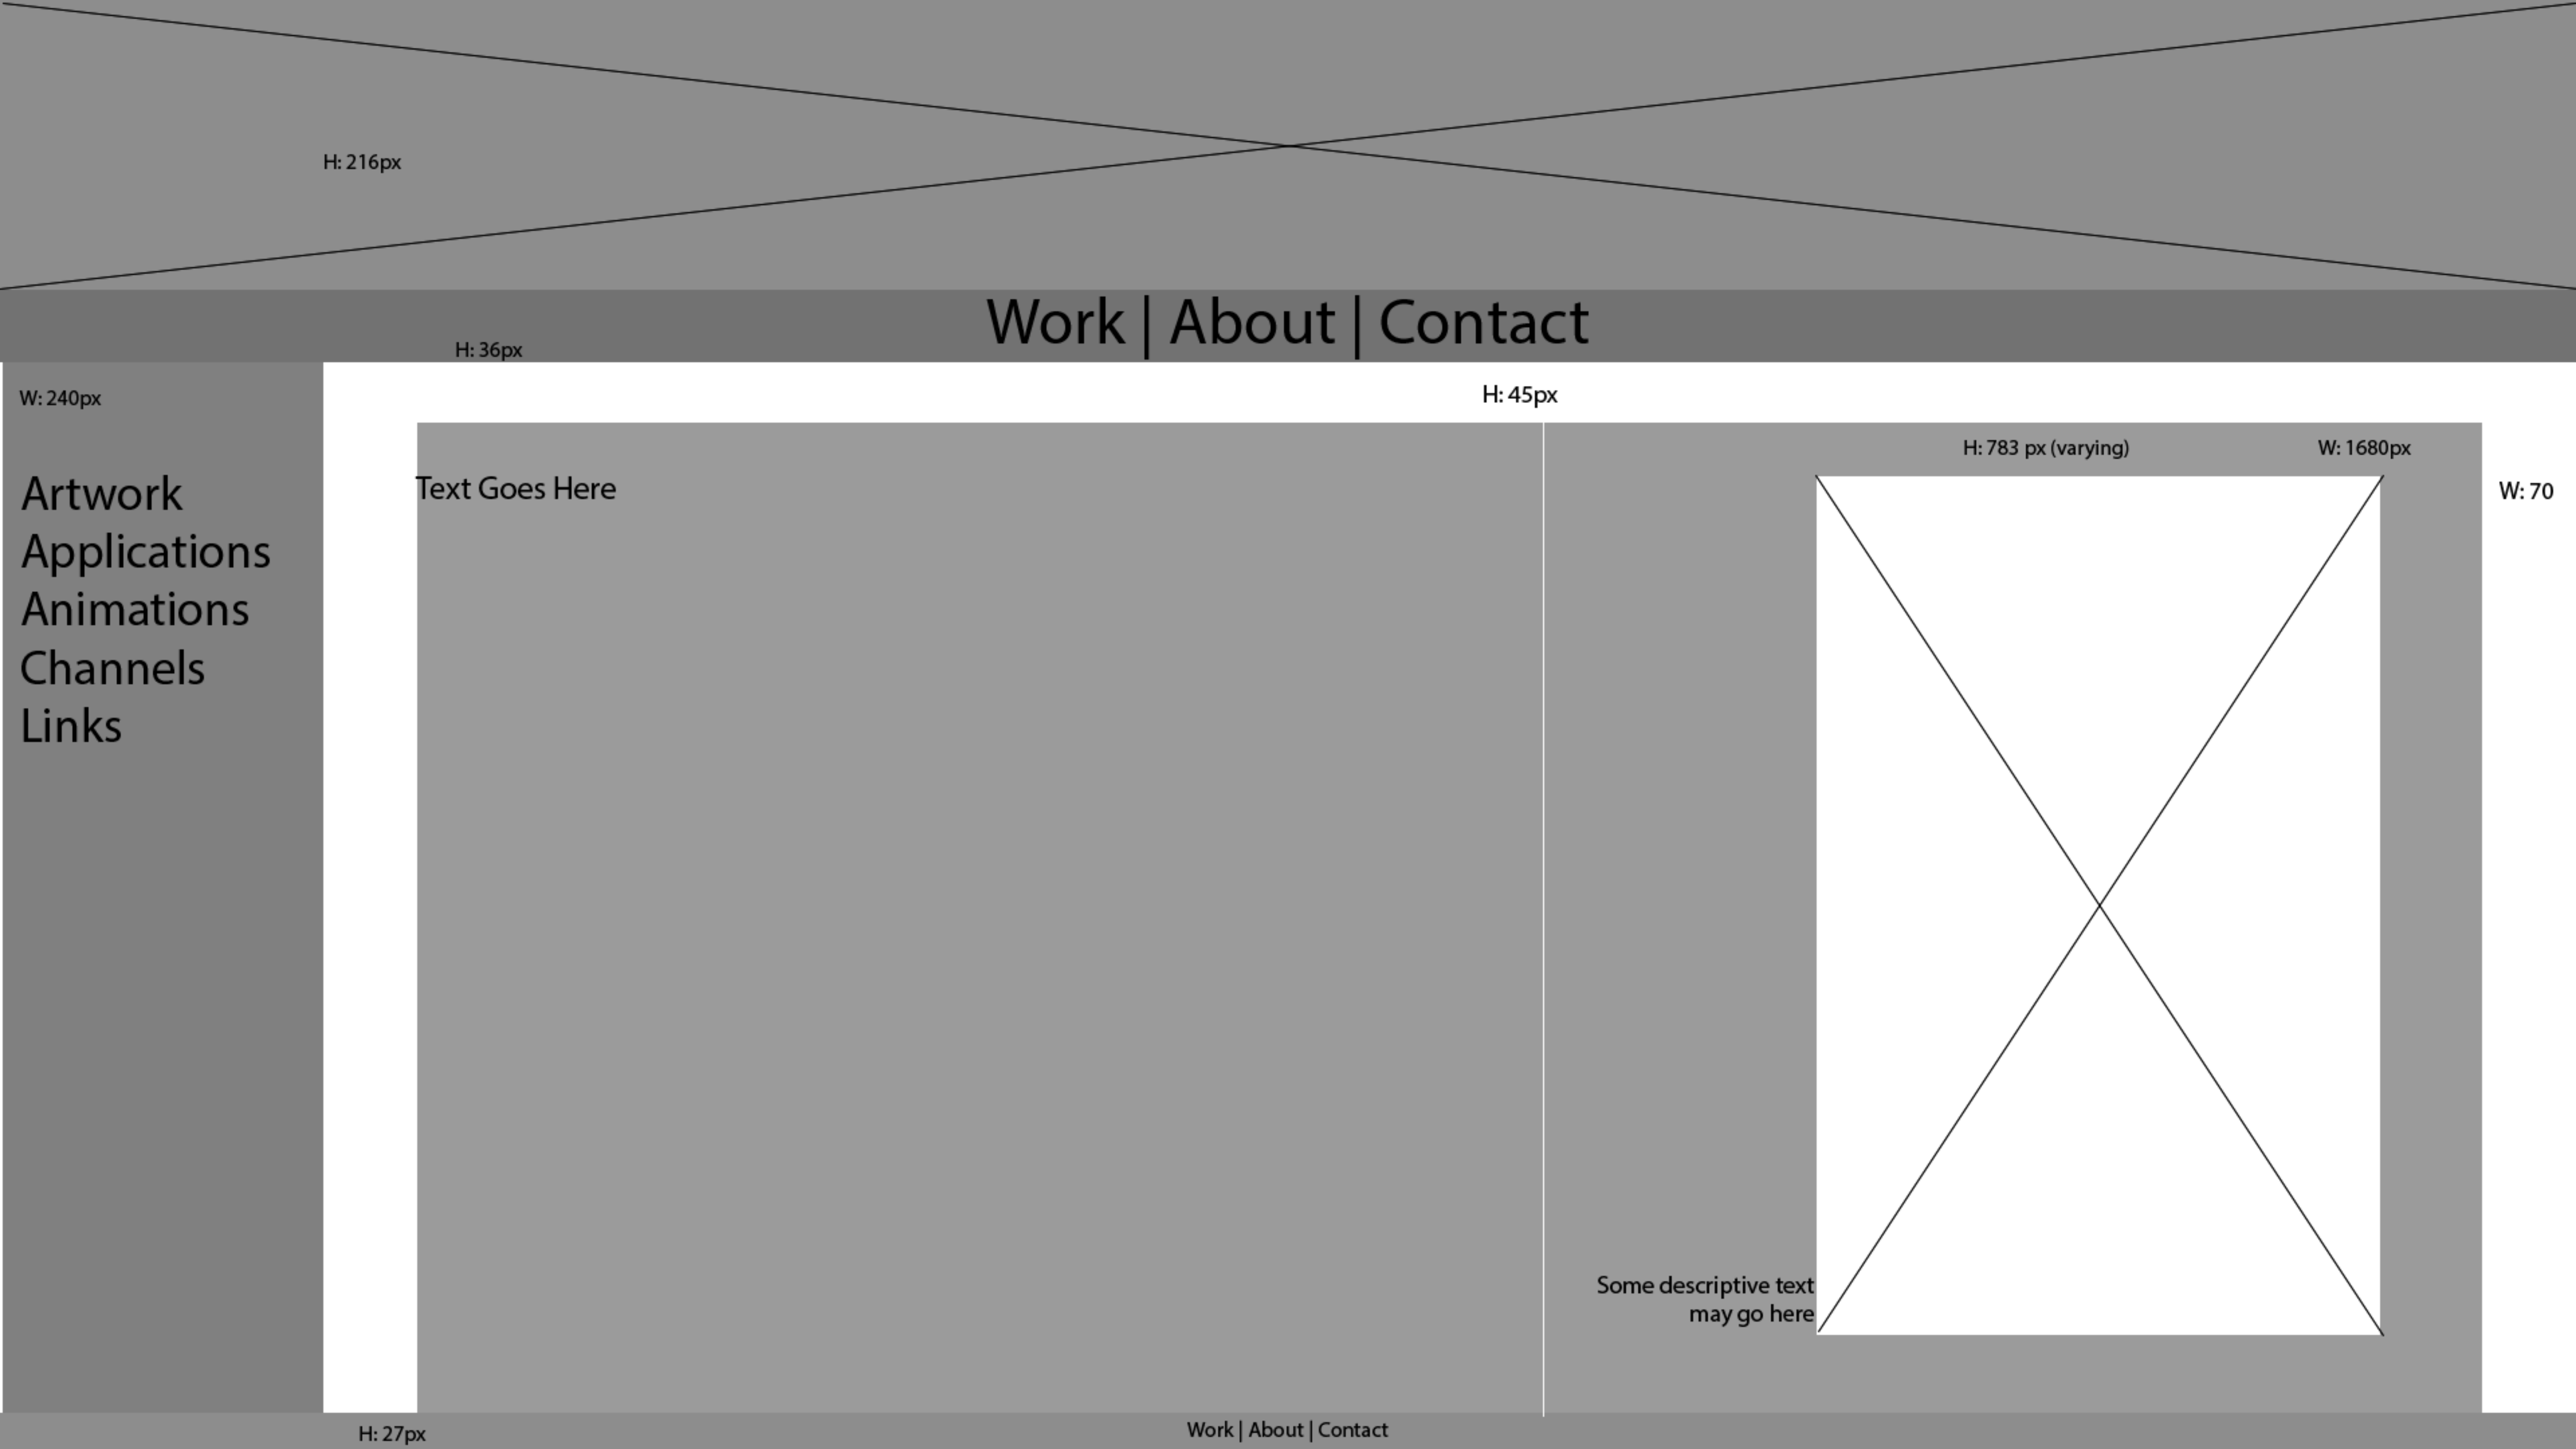 H: 216px
Work | About | Contact
H: 36px
W: 240px
H: 45px
H: 783 px (varying)
W: 1680px
Artwork
Applications
Animations
Channels
Links
Text Goes Here
W: 70
Some descriptive text
may go here
H: 27px
Work | About | Contact